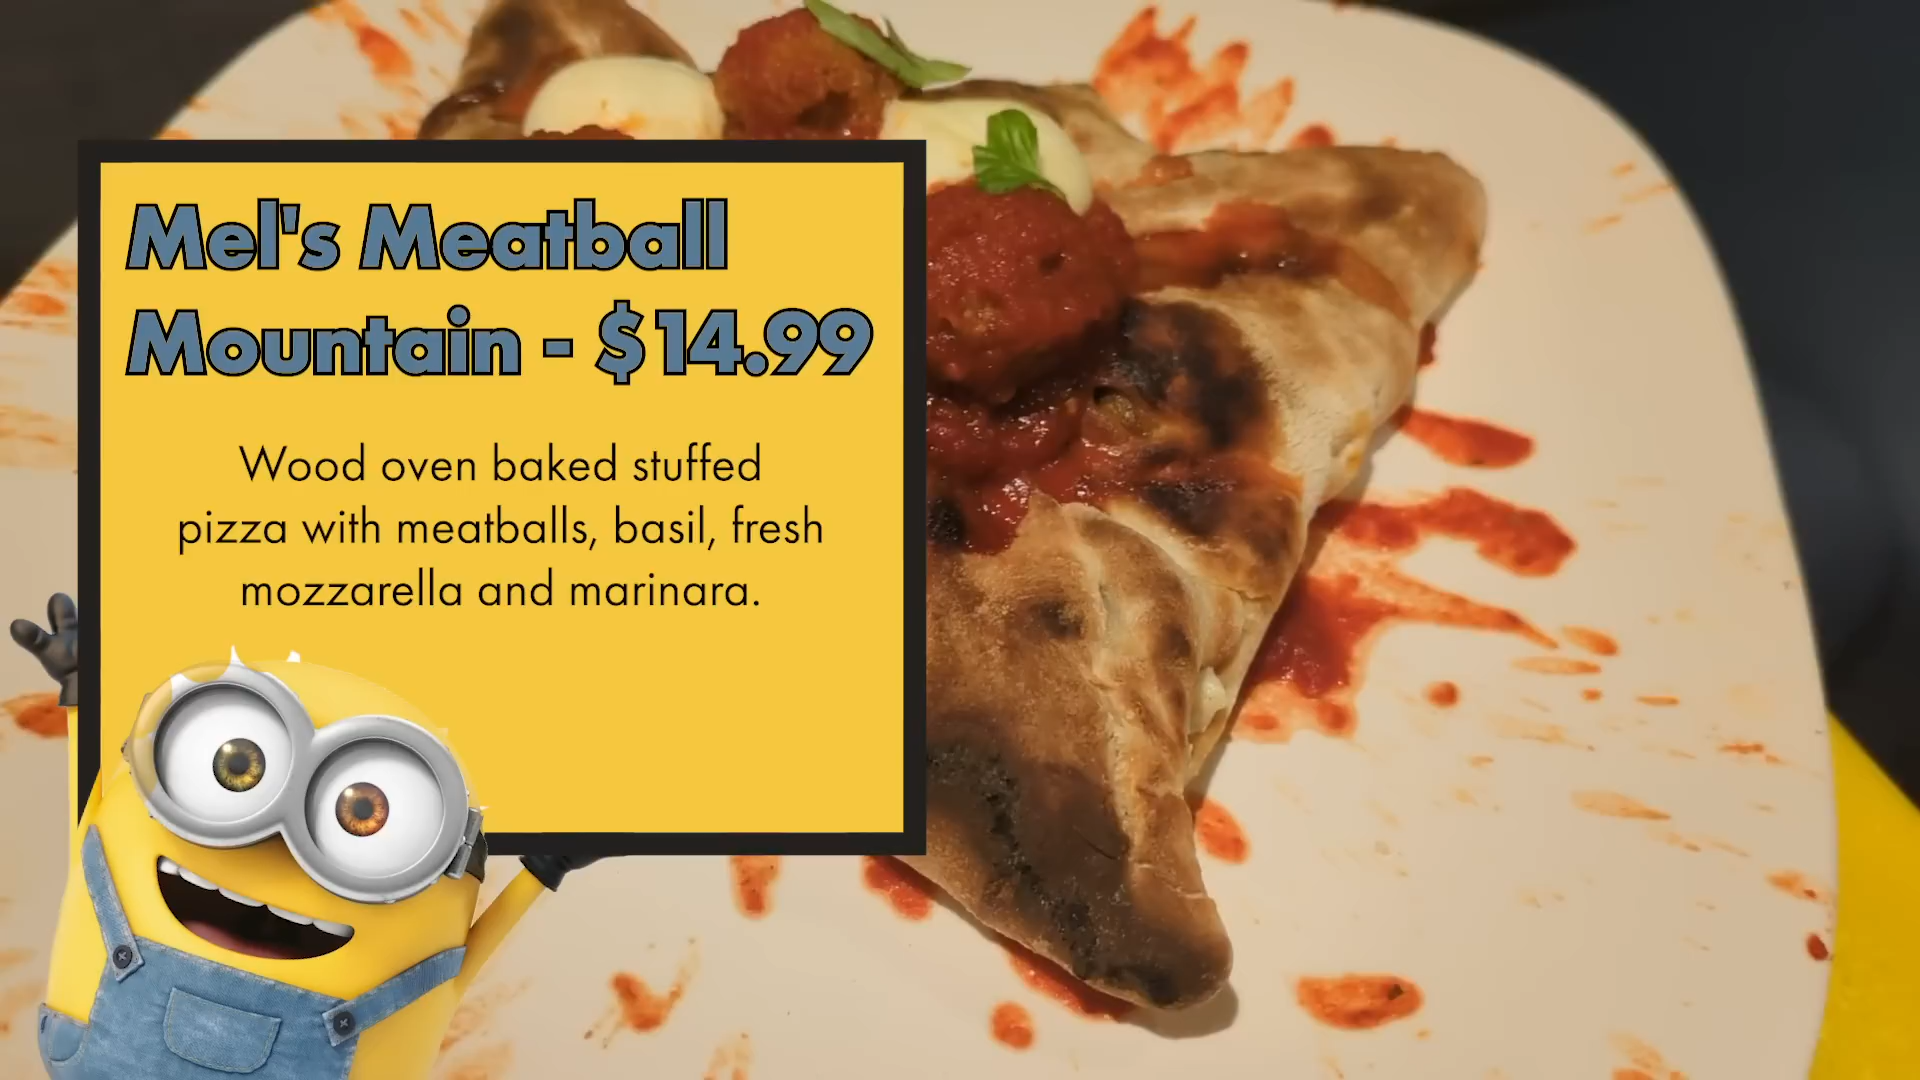 Mel's Meatball
Mountain - $14.99
Wood oven baked stuffed
pizza with meatballs, basil, fresh
mozzarella and marinara.